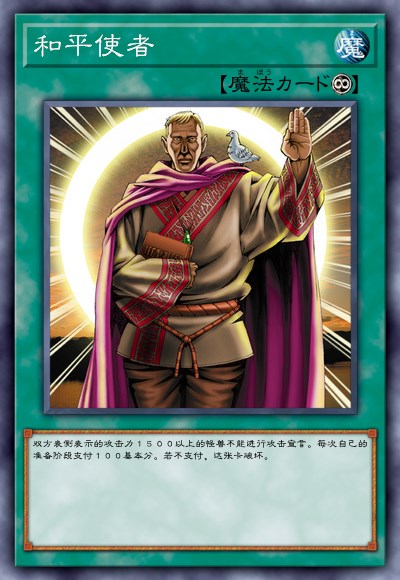 和平使者
魔
【魔法カード】
まほう
双方表侧表示的攻击力1500以上的怪兽不能进行攻击宣言。每次自己的
准备阶段支付100基本分。若不支付，这张卡破坏。